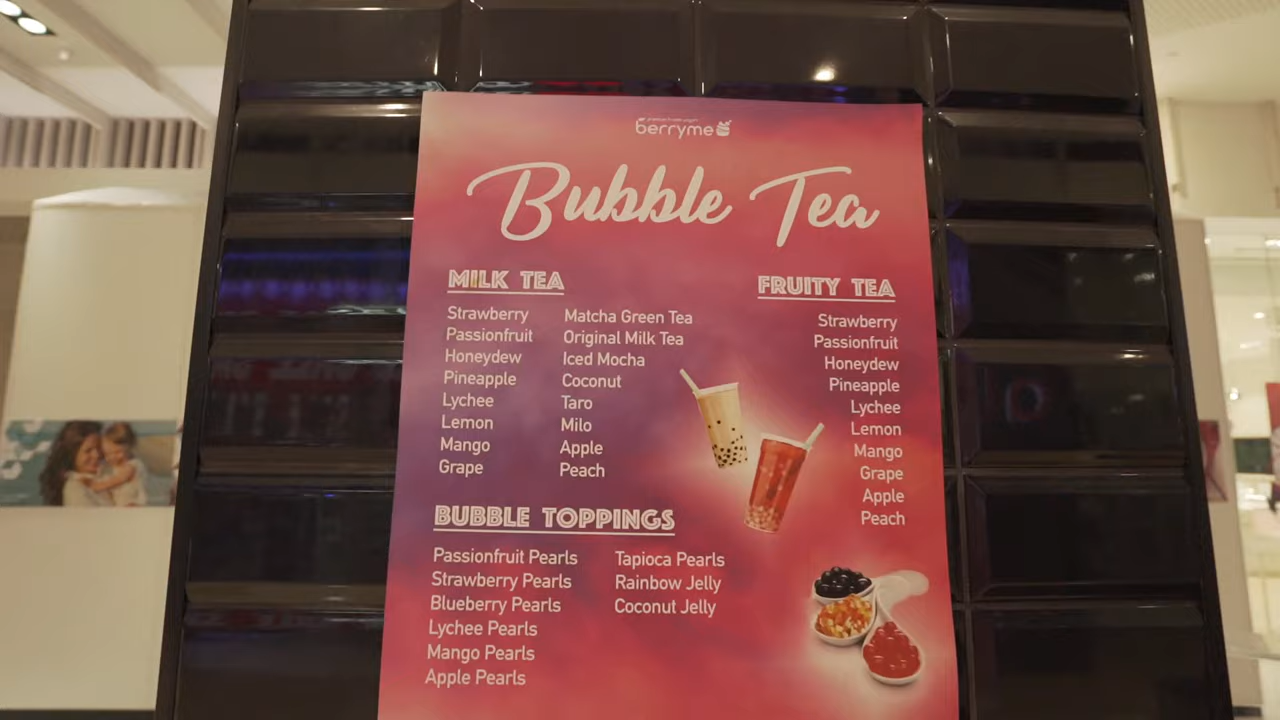 berryme
Bubble Tea
MILK TEA
Strawberry
Passionfruit
Honeydew
Pineapple
Lychee
Lemon
Mango
Grape
Matcha Green Tea
Original Milk Tea
Iced Mocha
Coconut
Taro
Milo
Apple
Peach
FRUITY TEA
Strawberry
Passionfruit
Honeydew
Pineapple
Lychee
Lemon
Mango
Grape
Apple
Peach
BUBBLE TOPPINGS
Passionfruit Pearls
Strawberry Pearls
Blueberry Pearls
Lychee Pearls
Mango Pearls
Apple Pearls
Tapioca Pearls
Rainbow Jelly
Coconut Jelly